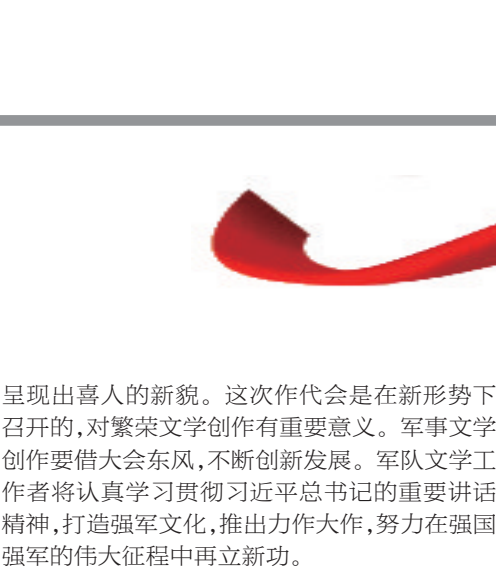 呈现出喜人的新貌。这次作代会是在新形势下
召开的,对繁荣文学创作有重要意义。军事文学
创作要借大会东风,不断创新发展。军队文学工
作者将认真学习贯彻习近平总书记的重要讲话
精神,打造强军文化,推出力作大作,努力在强国
强军的伟大征程中再立新功。